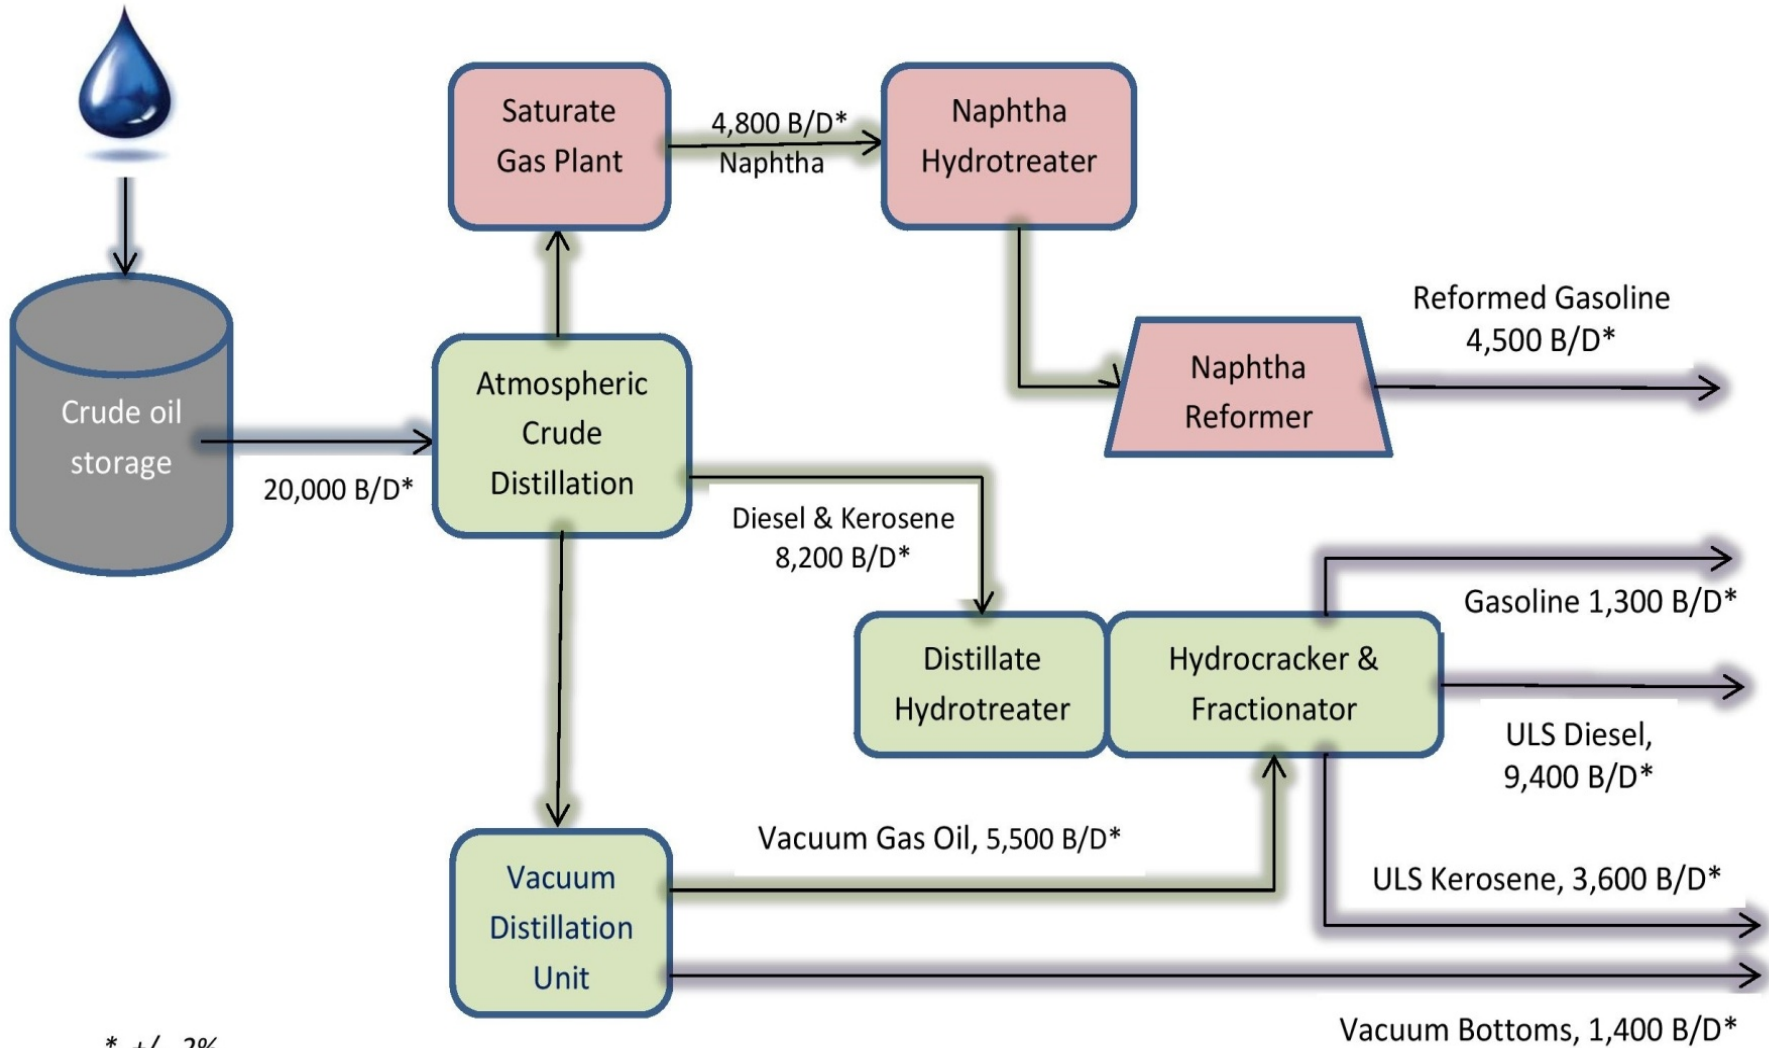 Saturate
Gas Plant
4,800 B/D*
Naphtha
Naphtha
Hydrotreater
Reformed Gasoline
4,500 B/D*
Naphtha
Reformer
Crude oil
storage
20,000 B/D*
Atmospheric
Crude
Distillation
Diesel & Kerosene
8,200 B/D*
Gasoline 1,300 B/D*
Distillate
Hydrotreater
Hydrocracker &
Fractionator
ULS Diesel,
9,400 B/D*
Vacuum Gas Oil, 5,500 B/D*
ULS Kerosene, 3,600 B/D*
Vacuum
Distillation
Unit
Vacuum Bottoms, 1,400 B/D*
* +/- 2%